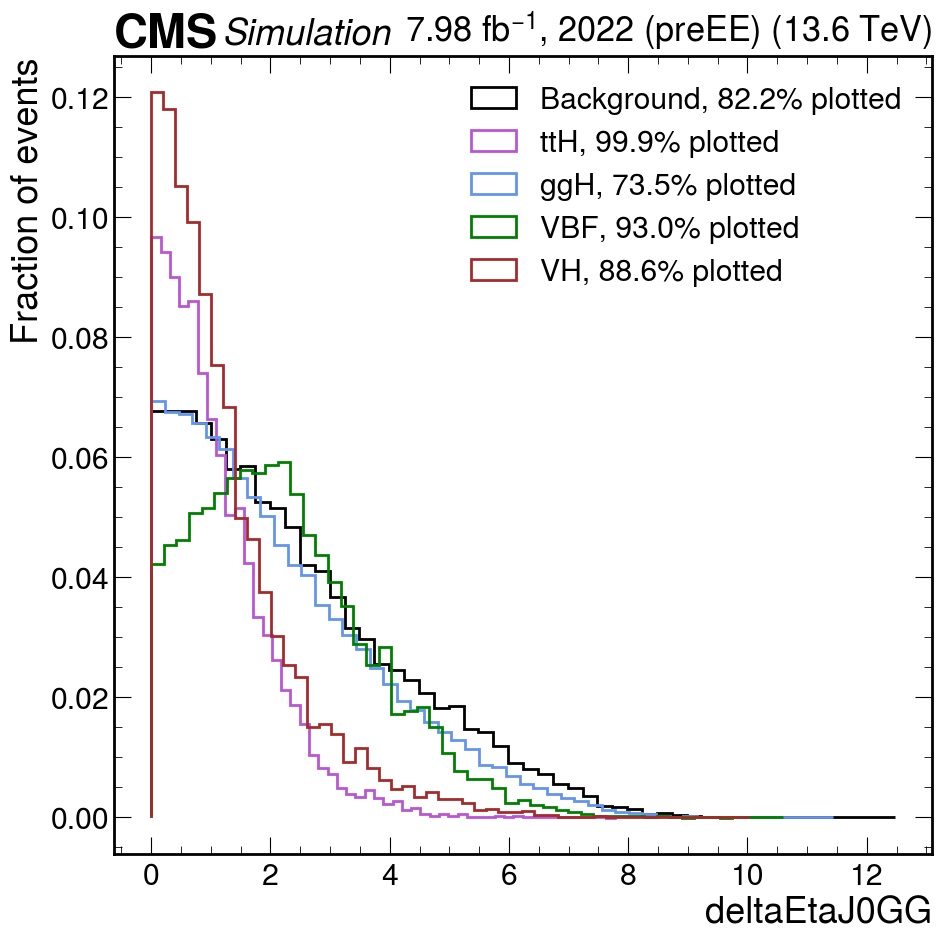 CMS Simulation 7.98 fb⁻¹, 2022 (preEE) (13.6 TeV)
Fraction of events
0.12
0.10
0.08
0.06
0.04
0.02
0.00
Background, 82.2% plotted
ttH, 99.9% plotted
ggH, 73.5% plotted
VBF, 93.0% plotted
VH, 88.6% plotted
0 2 4 6 8 10 12
deltaEtaJ0GG